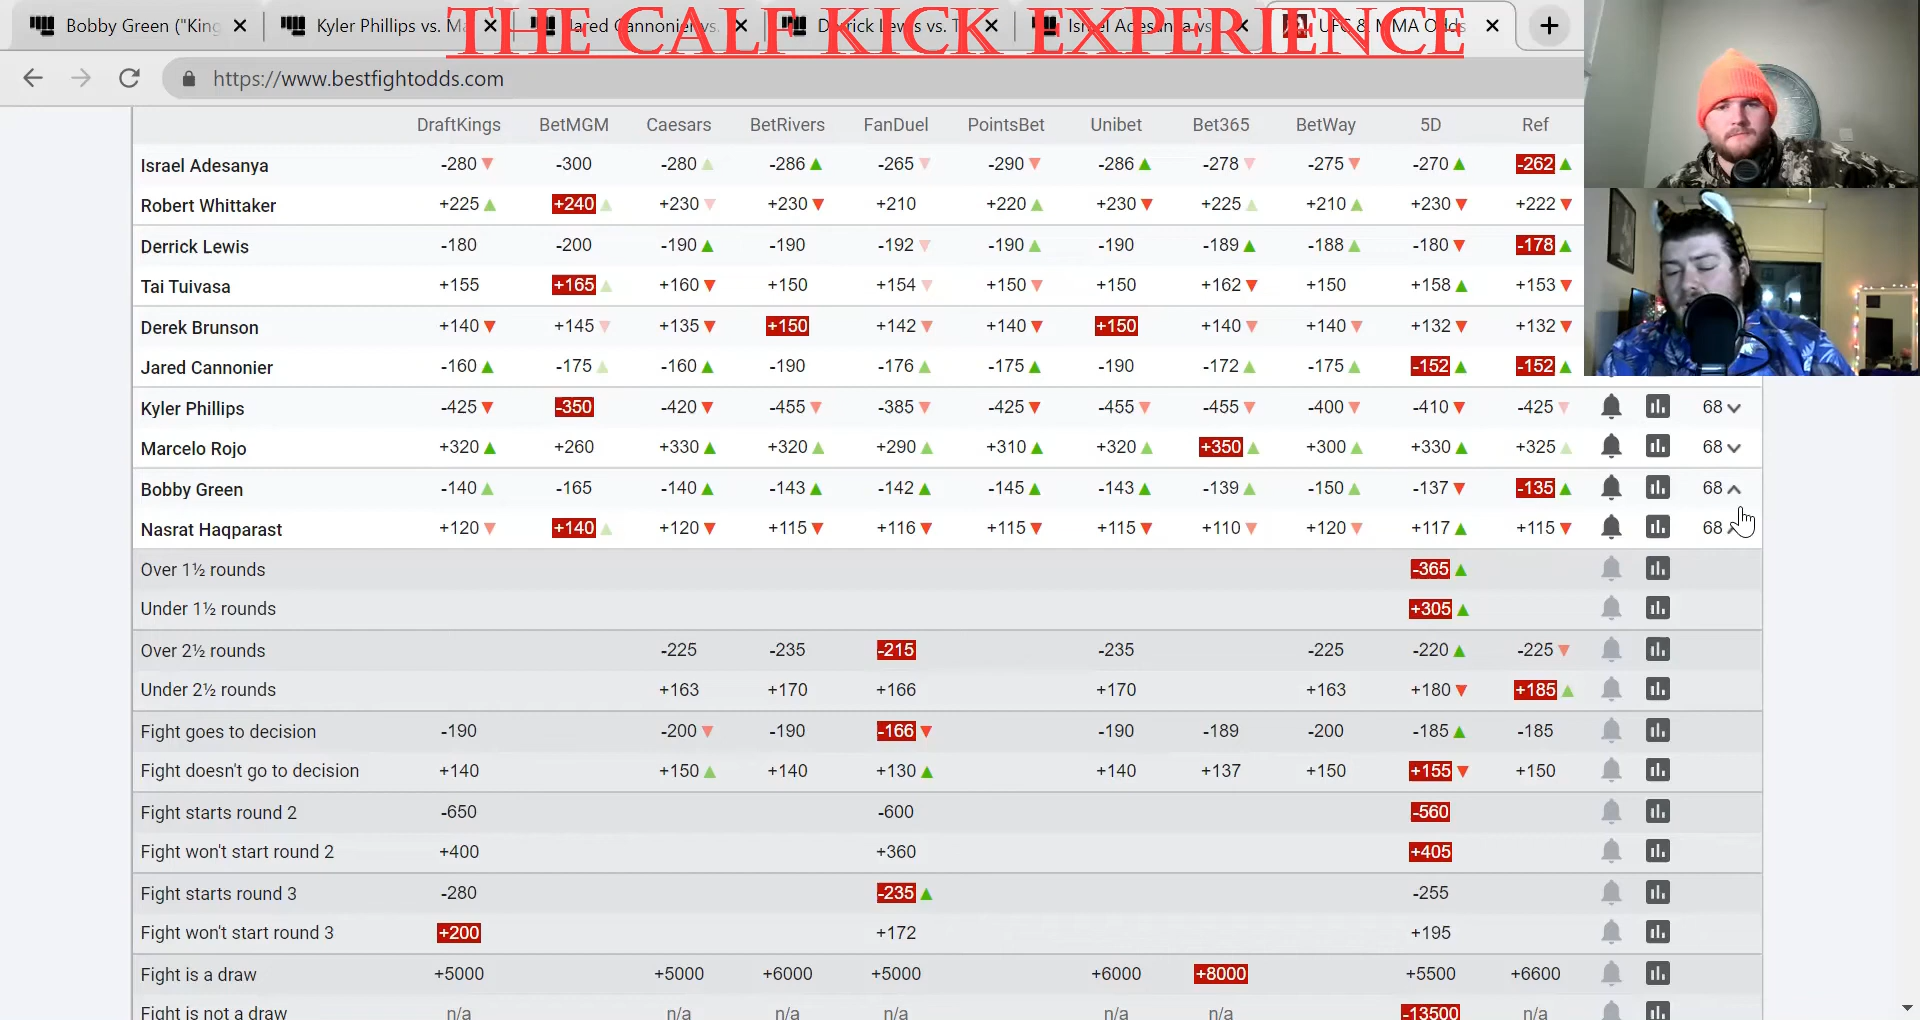 Bobby Green ("King
Kyler Phillips vs. Ma
Jared Cannonier vs.
Derrick Lewis vs. T
Israel Adesanya vs.
UFC & MMA Odds
THE CALF KICK EXPERIENCE
https://www.bestfightodds.com
DraftKings BetMGM Caesars BetRivers FanDuel PointsBet Unibet Bet365 BetWay 5D Ref
Israel Adesanya -280▼ -300 -280▲ -286▲ -265▼ -290▼ -286▲ -278▼ -275▼ -270▲ -262▲
Robert Whittaker +225▲ +240▲ +230▼ +230▼ +210 +220▲ +230▼ +225▲ +210▲ +230▼ +222▼
Derrick Lewis -180 -200 -190▲ -190 -192▼ -190▲ -190 -189▲ -188▲ -180▼ -178▲
Tai Tuivasa +155 +165▲ +160▼ +150 +154▼ +150▼ +150 +162▼ +150 +158▲ +153▼
Derek Brunson +140▼ +145▼ +135▼ +150 +142▼ +140▼ +150 +140▼ +140▼ +132▼ +132▼
Jared Cannonier -160▲ -175▲ -160▲ -190 -176▲ -175▲ -190 -172▲ -175▲ -152▲ -152▲
Kyler Phillips -425▼ -350 -420▼ -455▼ -385▼ -425▼ -455▼ -455▼ -400▼ -410▼ -425▼ 68
Marcelo Rojo +320▲ +260 +330▲ +320▲ +290▲ +310▲ +320▲ +350▲ +300▲ +330▲ +325▲ 68
Bobby Green -140▲ -165 -140▲ -143▲ -142▲ -145▲ -143▲ -139▲ -150▲ -137▼ -135▲ 68
Nasrat Haqparast +120▼ +140▲ +120▼ +115▼ +116▼ +115▼ +115▼ +110▼ +120▼ +117▲ +115▼ 68
Over 1½ rounds -365▲
Under 1½ rounds +305▲
Over 2½ rounds -225 -235 -215 -235 -225 -220▲ -225▼
Under 2½ rounds +163 +170 +166 +170 +163 +180▼ +185▲
Fight goes to decision -190 -200▼ -190 -166▼ -190 -189 -200 -185▲ -185
Fight doesn't go to decision +140 +150▲ +140 +130▲ +140 +137 +150 +155▼ +150
Fight starts round 2 -650 -600 -560
Fight won't start round 2 +400 +360 +405
Fight starts round 3 -280 -235▲ -255
Fight won't start round 3 +200 +172 +195
Fight is a draw +5000 +5000 +6000 +5000 +6000 +8000 +5500 +6600
Fight is not a draw n/a n/a n/a n/a n/a n/a -13500 n/a